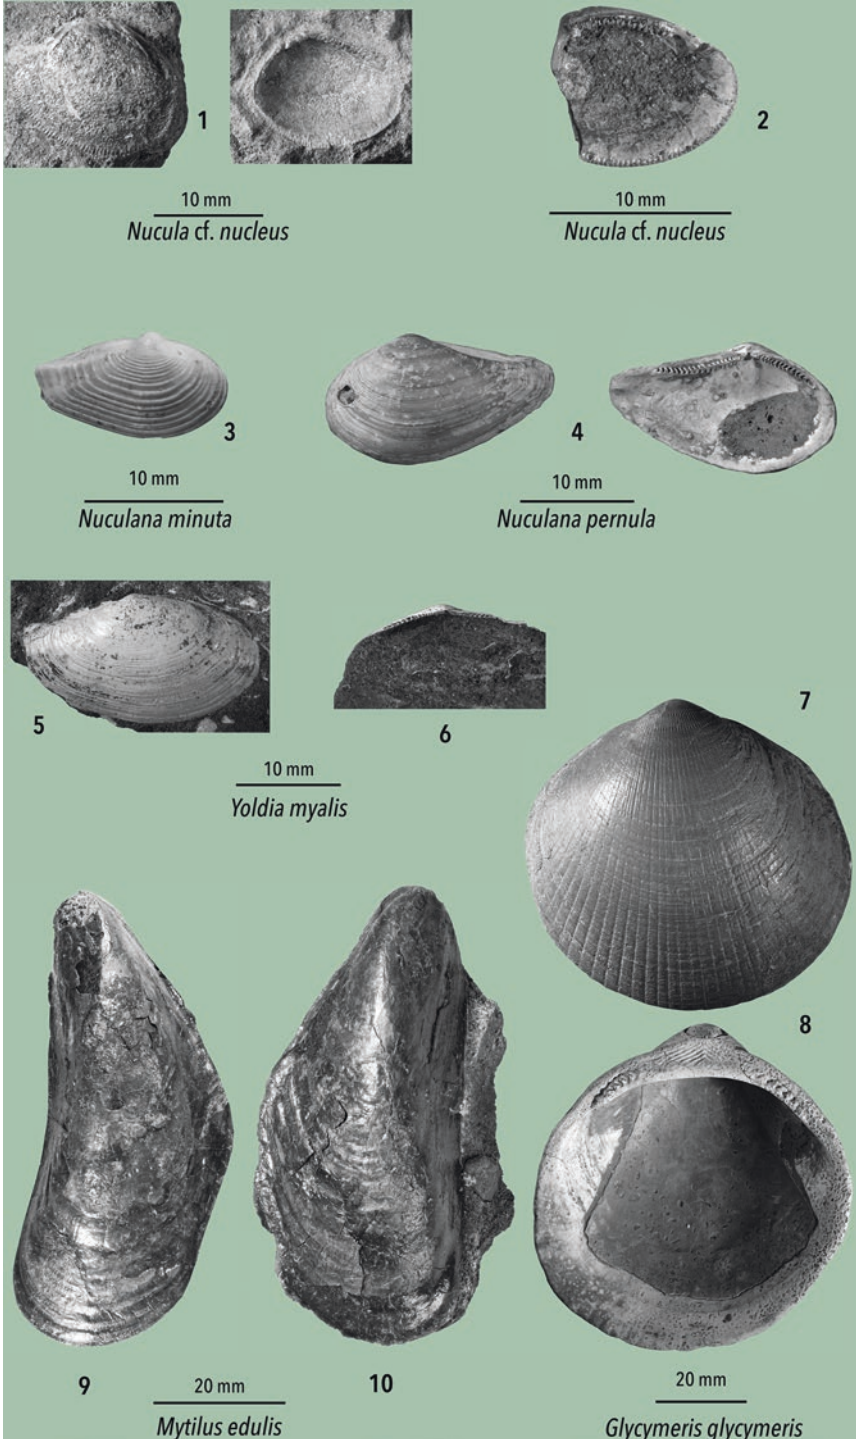 1
2
10 mm
10 mm
Nucula cf. nucleus
Nucula cf. nucleus
3
4
10 mm
10 mm
Nuculana minuta
Nuculana pernula
5
6
7
10 mm
Yoldia myalis
8
9
10
20 mm
20 mm
Mytilus edulis
Glycymeris glycymeris